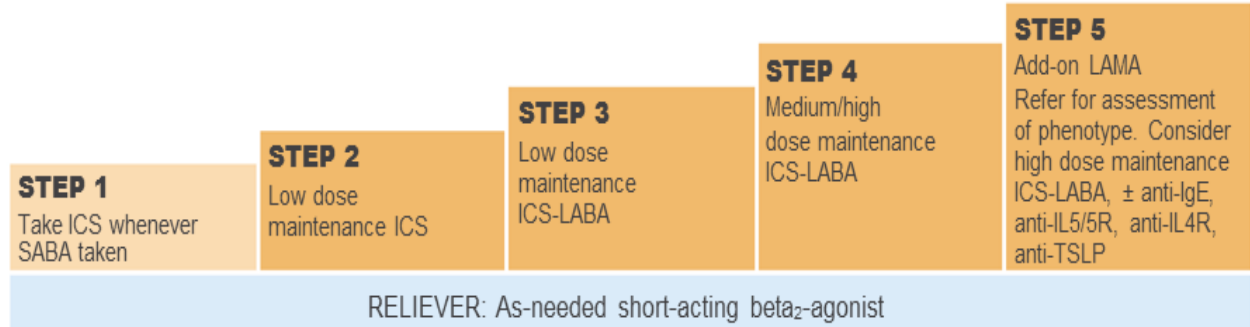 STEP 1
Take ICS whenever
SABA taken
STEP 2
Low dose
maintenance ICS
STEP 3
Low dose
maintenance
ICS-LABA
STEP 4
Medium/high
dose maintenance
ICS-LABA
STEP 5
Add-on LAMA
Refer for assessment
of phenotype. Consider
high dose maintenance
ICS-LABA, ± anti-IgE,
anti-IL5/5R, anti-IL4R,
anti-TSLP
RELIEVER: As-needed short-acting beta₂-agonist